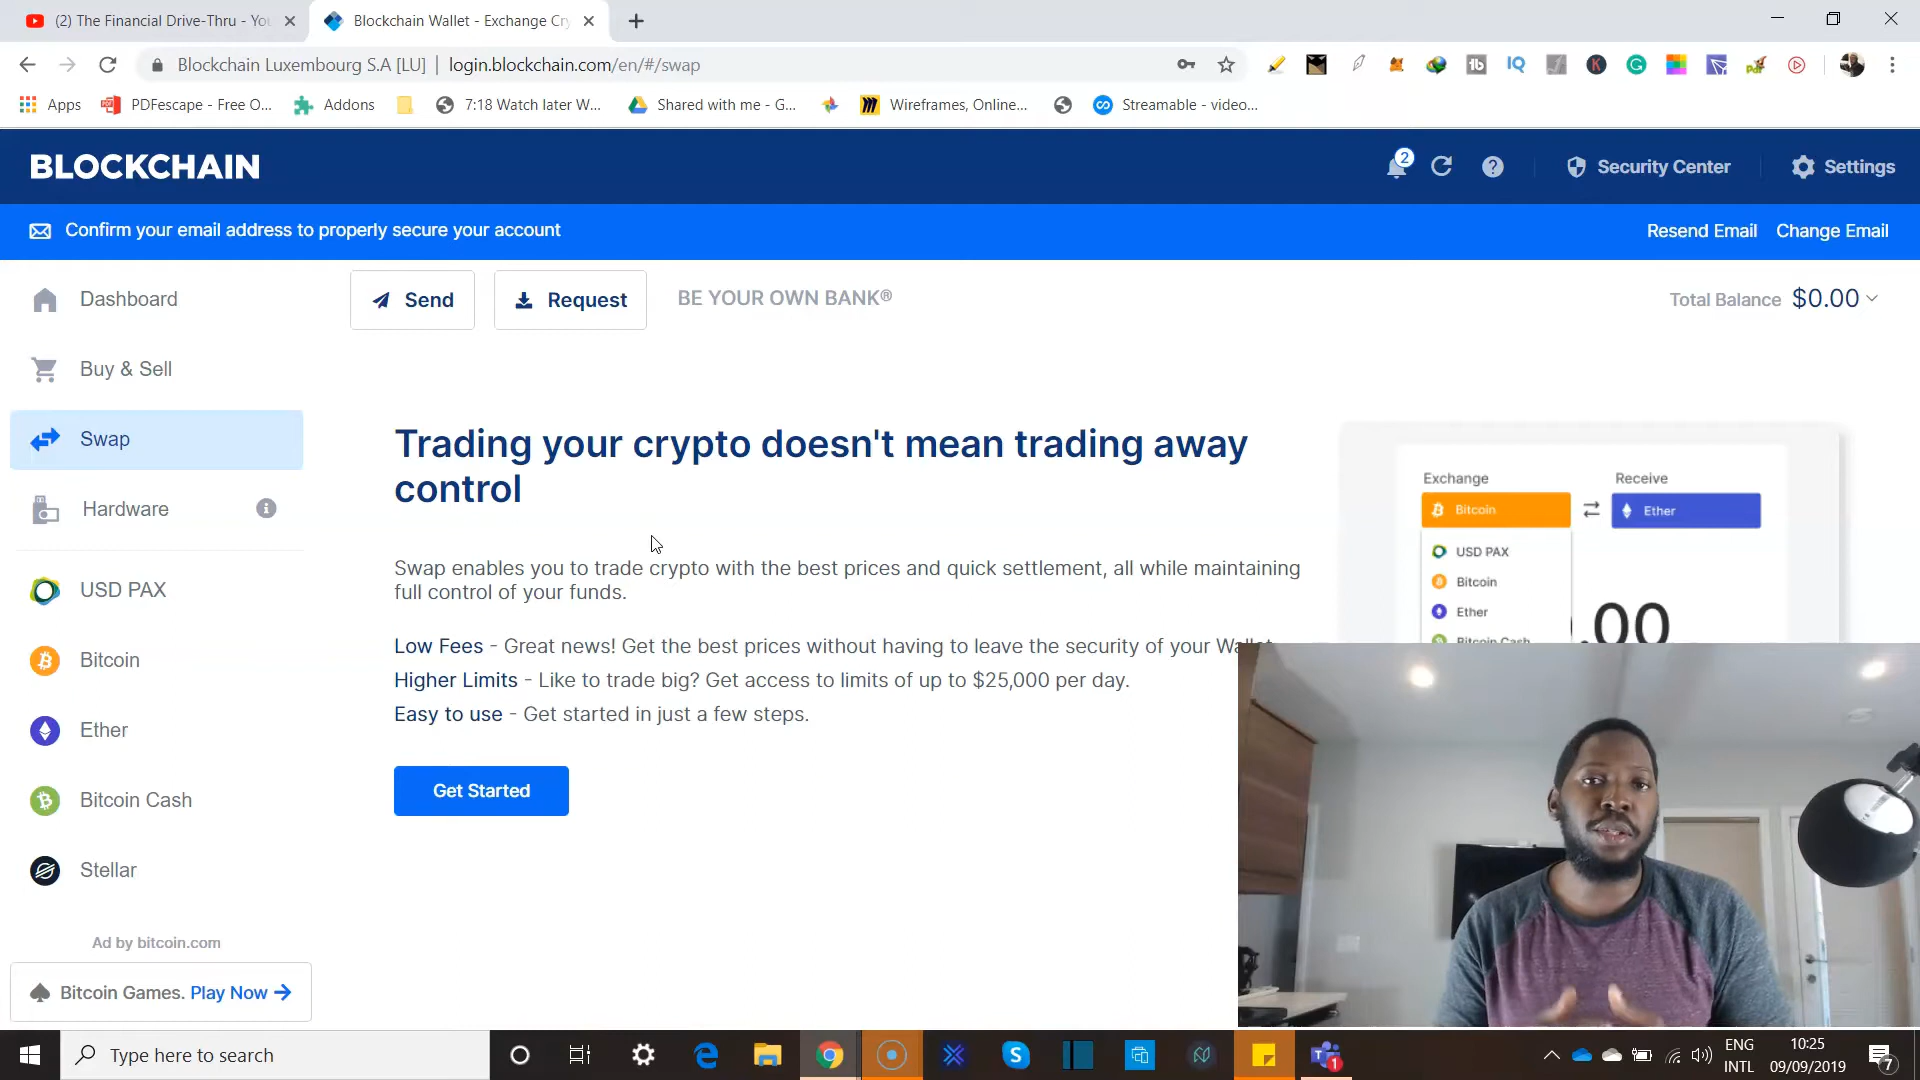 (2) The Financial Drive-Thru - You
Blockchain Wallet - Exchange Cry
Blockchain Luxembourg S.A [LU] | login.blockchain.com/en/#/swap
Apps
PDFescape - Free O...
Addons
7:18 Watch later W...
Shared with me - G...
Wireframes, Online...
Streamable - video...
BLOCKCHAIN
2
Security Center
Settings
Confirm your email address to properly secure your account
Resend Email
Change Email
Dashboard
Buy & Sell
Swap
Hardware
USD PAX
Bitcoin
Ether
Bitcoin Cash
Stellar
Ad by bitcoin.com
Bitcoin Games. Play Now
Send
Request
BE YOUR OWN BANK®
Total Balance $0.00
Trading your crypto doesn't mean trading away
control
Swap enables you to trade crypto with the best prices and quick settlement, all while maintaining
full control of your funds.
Low Fees - Great news! Get the best prices without having to leave the security of your Wallet
Higher Limits - Like to trade big? Get access to limits of up to $25,000 per day.
Easy to use - Get started in just a few steps.
Get Started
Exchange
Receive
Bitcoin
Ether
USD PAX
Bitcoin
Ether
Bitcoin Cash
.00
Type here to search
1
ENG
INTL
10:25
09/09/2019
7